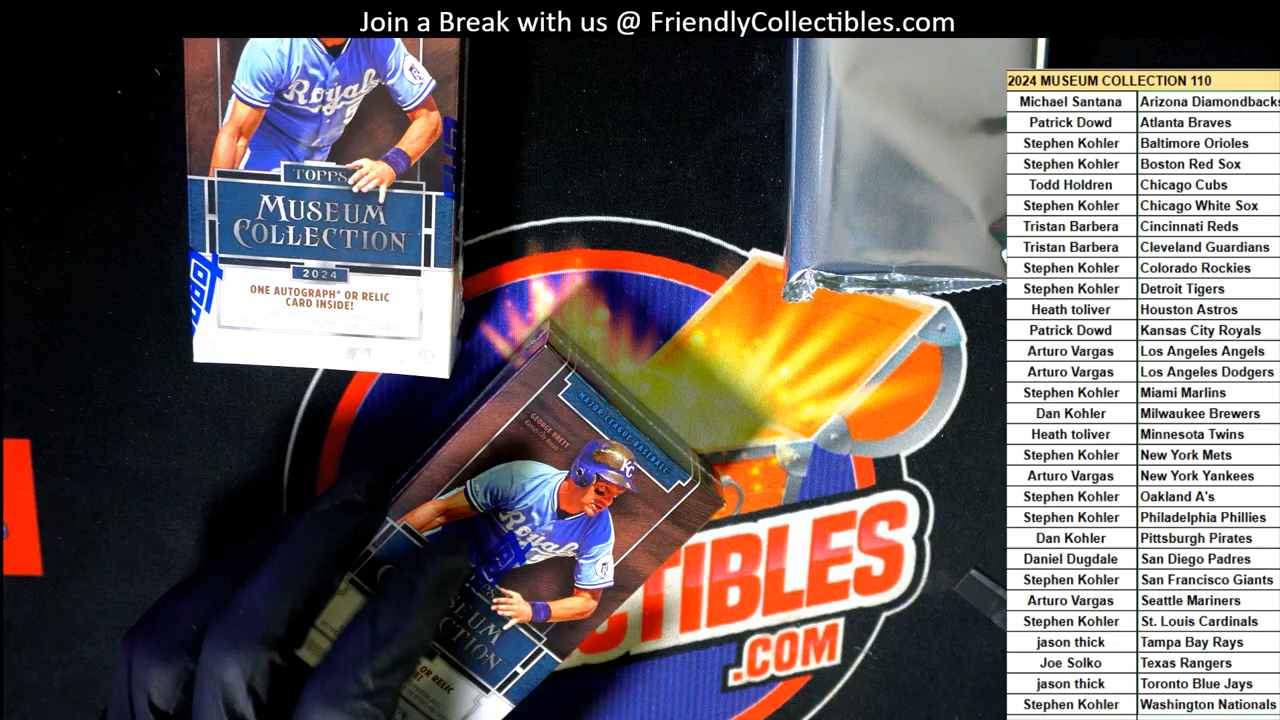 Join a Break with us @ FriendlyCollectibles.com
Royals
TOPPS
MUSEUM
COLLECTION
2024
ONE AUTOGRAPH* OR RELIC
CARD INSIDE!
MAJOR LEAGUE BASEBALL
GEORGE BRETT
KC
Royals
OR RELIC
TIBLES
.COM
2024 MUSEUM COLLECTION 110
Michael Santana Arizona Diamondbacks
Patrick Dowd Atlanta Braves
Stephen Kohler Baltimore Orioles
Stephen Kohler Boston Red Sox
Todd Holdren Chicago Cubs
Stephen Kohler Chicago White Sox
Tristan Barbera Cincinnati Reds
Tristan Barbera Cleveland Guardians
Stephen Kohler Colorado Rockies
Stephen Kohler Detroit Tigers
Heath toliver Houston Astros
Patrick Dowd Kansas City Royals
Arturo Vargas Los Angeles Angels
Arturo Vargas Los Angeles Dodgers
Stephen Kohler Miami Marlins
Dan Kohler Milwaukee Brewers
Heath toliver Minnesota Twins
Stephen Kohler New York Mets
Arturo Vargas New York Yankees
Stephen Kohler Oakland A's
Stephen Kohler Philadelphia Phillies
Dan Kohler Pittsburgh Pirates
Daniel Dugdale San Diego Padres
Stephen Kohler San Francisco Giants
Arturo Vargas Seattle Mariners
Stephen Kohler St. Louis Cardinals
jason thick Tampa Bay Rays
Joe Solko Texas Rangers
jason thick Toronto Blue Jays
Stephen Kohler Washington Nationals